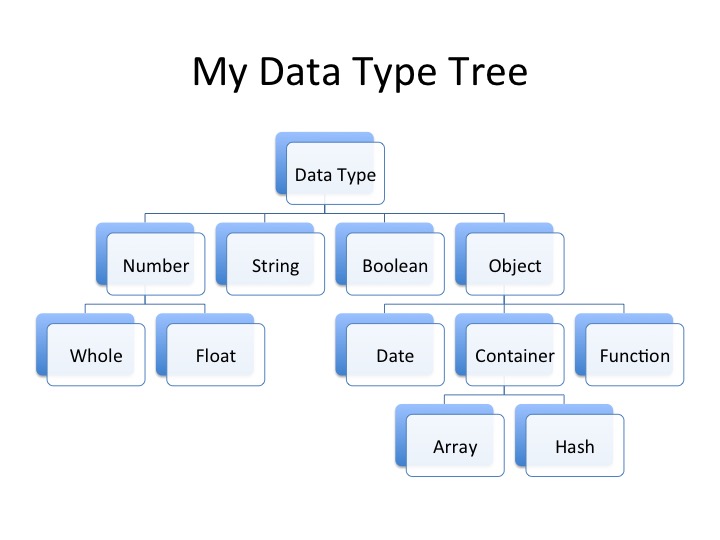 My Data Type Tree
Data Type
Number
String
Boolean
Object
Whole
Float
Date
Container
Function
Array
Hash